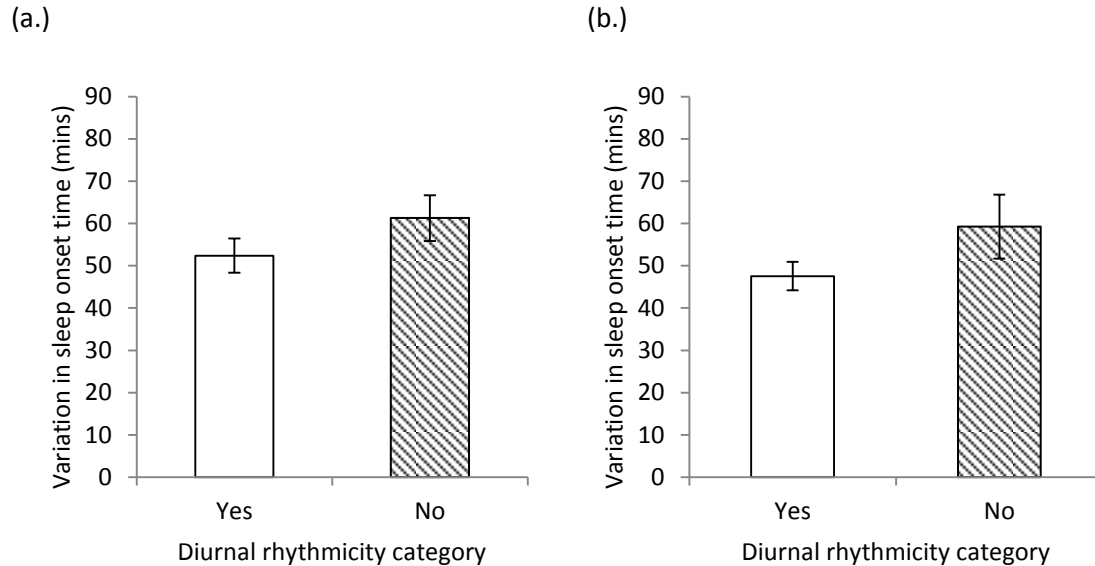 (a.)
Variation in sleep onset time (mins)
90
80
70
60
50
40
30
20
10
0
Yes
No
Diurnal rhythmicity category
(b.)
Variation in sleep onset time (mins)
90
80
70
60
50
40
30
20
10
0
Yes
No
Diurnal rhythmicity category